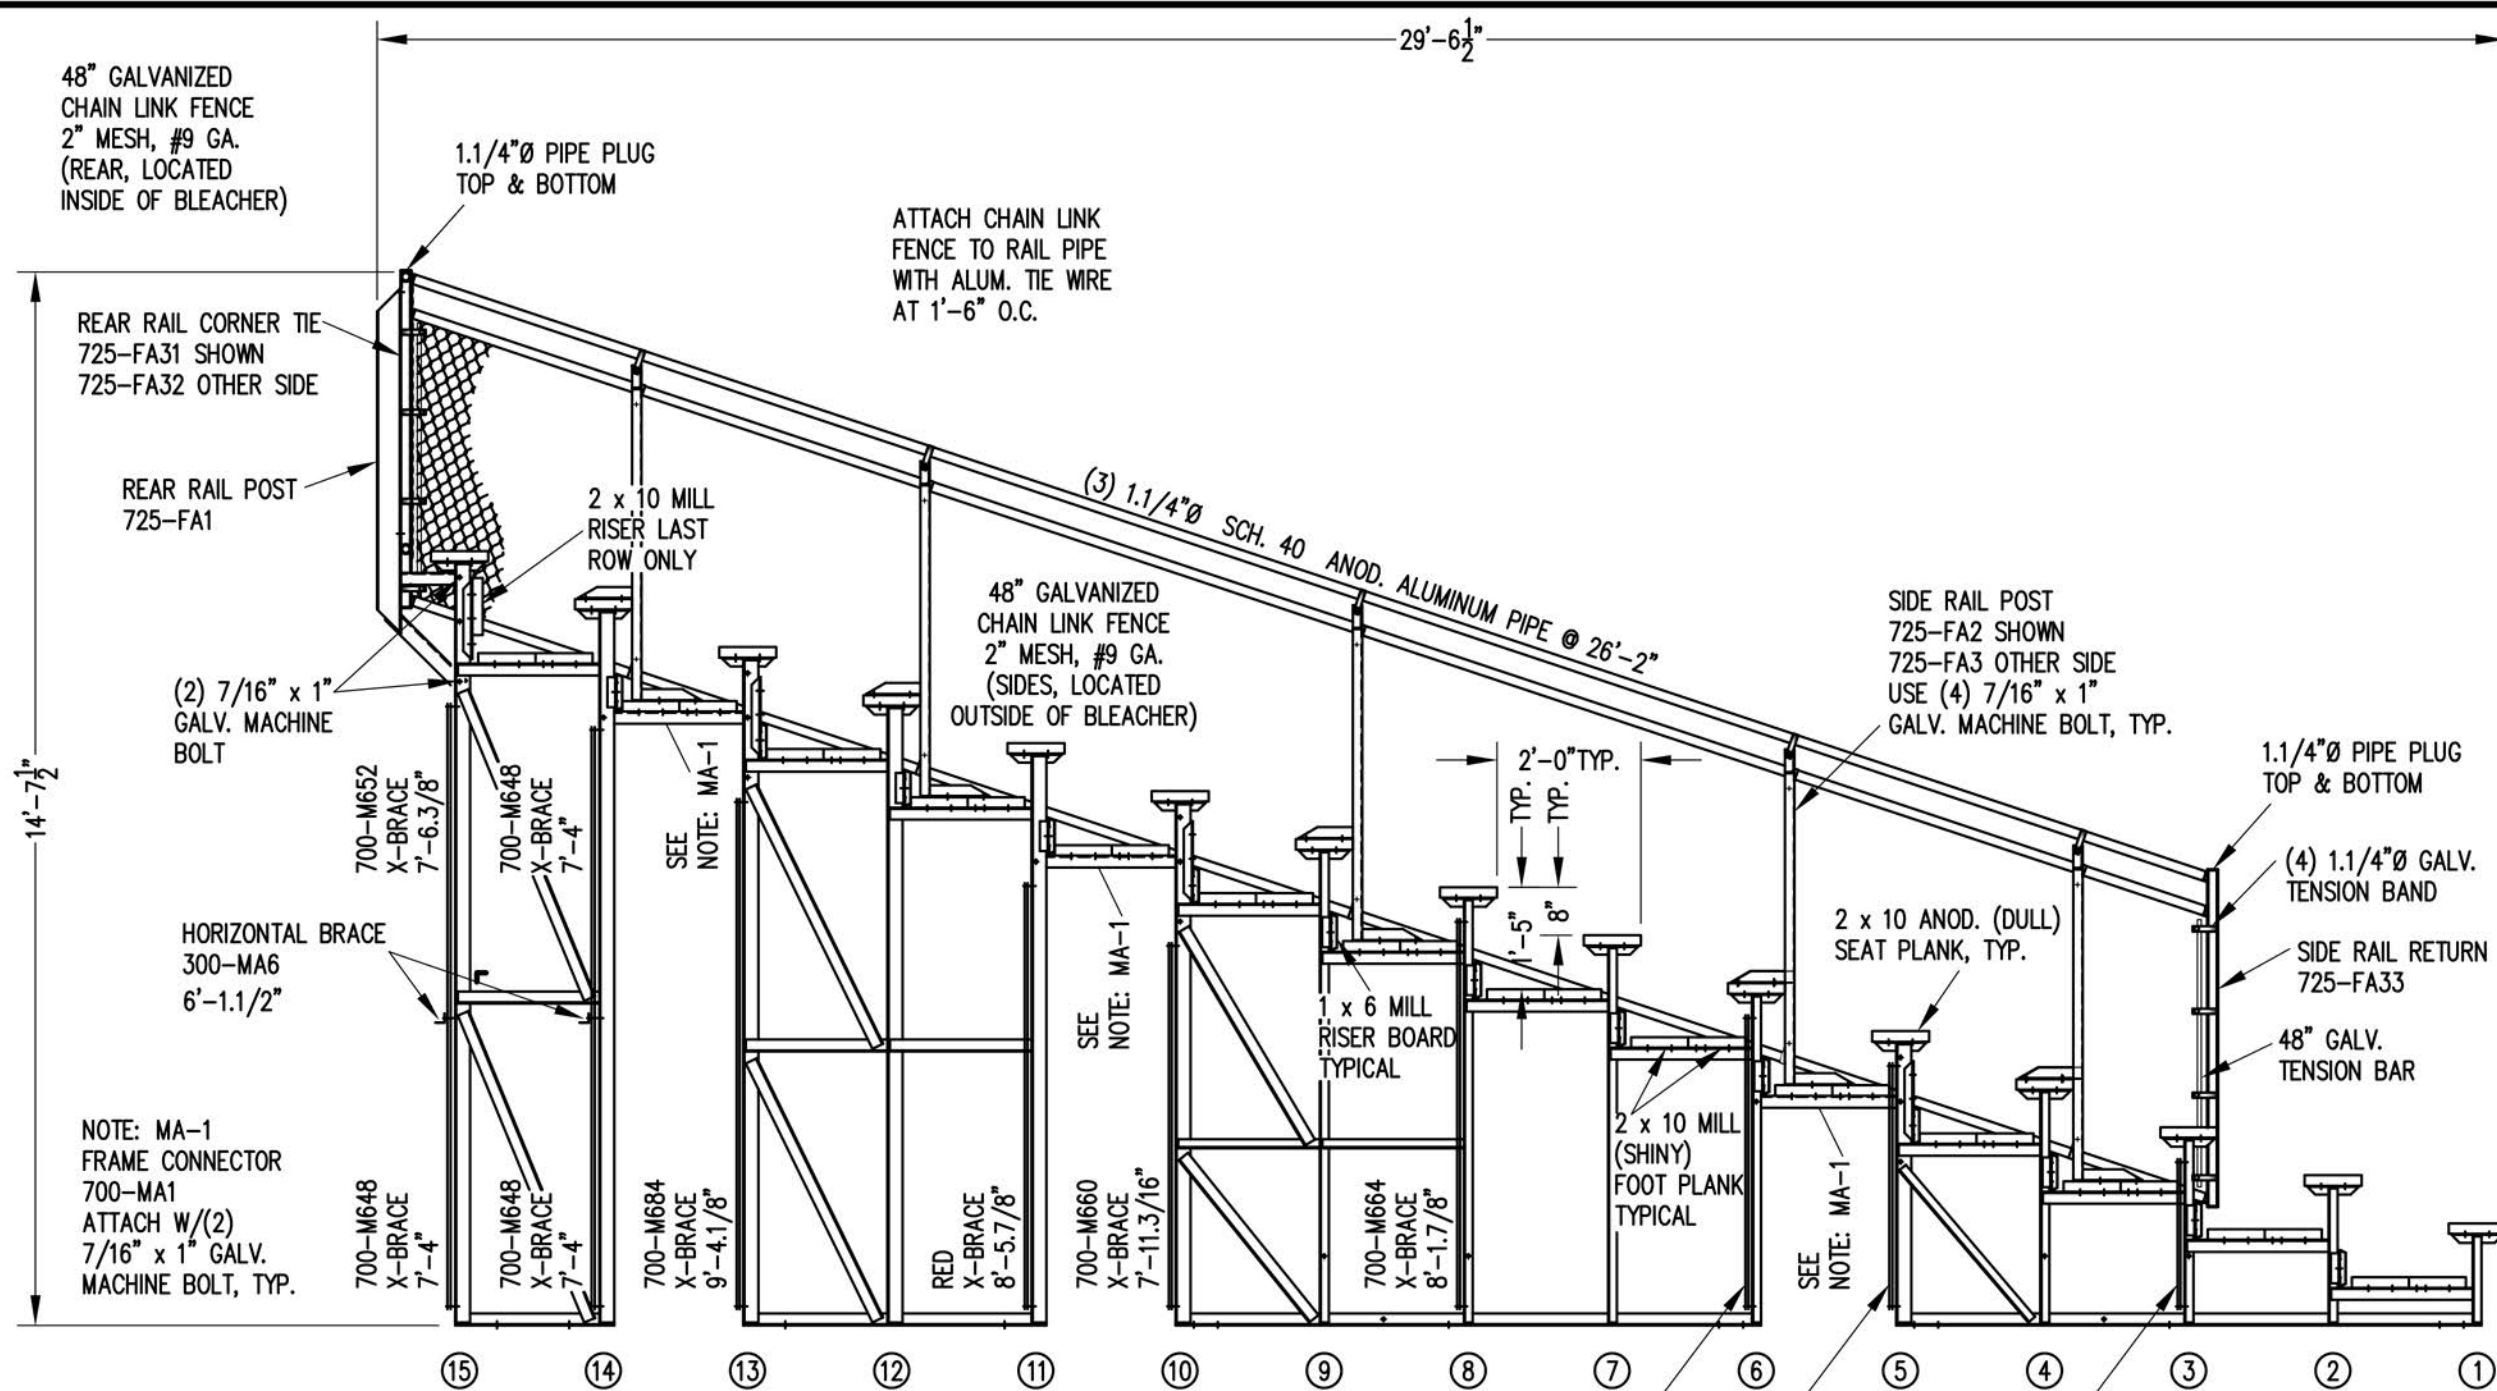 29'-6 1/2"
48" GALVANIZED
CHAIN LINK FENCE
2" MESH, #9 GA.
(REAR, LOCATED
INSIDE OF BLEACHER)
1.1/4"Ø PIPE PLUG
TOP & BOTTOM
ATTACH CHAIN LINK
FENCE TO RAIL PIPE
WITH ALUM. TIE WIRE
AT 1'-6" O.C.
REAR RAIL CORNER TIE
725-FA31 SHOWN
725-FA32 OTHER SIDE
REAR RAIL POST
725-FA1
2 x 10 MILL
RISER LAST
ROW ONLY
(3) 1.1/4"Ø SCH. 40 ANOD. ALUMINUM PIPE @ 26'-2"
48" GALVANIZED
CHAIN LINK FENCE
2" MESH, #9 GA.
(SIDES, LOCATED
OUTSIDE OF BLEACHER)
SIDE RAIL POST
725-FA2 SHOWN
725-FA3 OTHER SIDE
USE (4) 7/16" x 1"
GALV. MACHINE BOLT, TYP.
(2) 7/16" x 1"
GALV. MACHINE
BOLT
14'-7 1/2"
2'-0" TYP.
TYP.
TYP.
1'-5"
8"
1.1/4"Ø PIPE PLUG
TOP & BOTTOM
(4) 1.1/4"Ø GALV.
TENSION BAND
SIDE RAIL RETURN
725-FA33
48" GALV.
TENSION BAR
2 x 10 ANOD. (DULL)
SEAT PLANK, TYP.
700-M652
X-BRACE
7'-6.3/8"
700-M648
X-BRACE
7'-4"
SEE
NOTE: MA-1
HORIZONTAL BRACE
300-MA6
6'-1.1/2"
SEE
NOTE: MA-1
1 x 6 MILL
RISER BOARD
TYPICAL
2 x 10 MILL
(SHINY)
FOOT PLANK
TYPICAL
NOTE: MA-1
FRAME CONNECTOR
700-MA1
ATTACH W/(2)
7/16" x 1" GALV.
MACHINE BOLT, TYP.
700-M648
X-BRACE
7'-4"
700-M648
X-BRACE
7'-4"
700-M684
X-BRACE
9'-4.1/8"
RED
X-BRACE
8'-5.7/8"
700-M660
X-BRACE
7'-11.3/16"
700-M664
X-BRACE
8'-1.7/8"
SEE
NOTE: MA-1
15 14 13 12 11 10 9 8 7 6 5 4 3 2 1